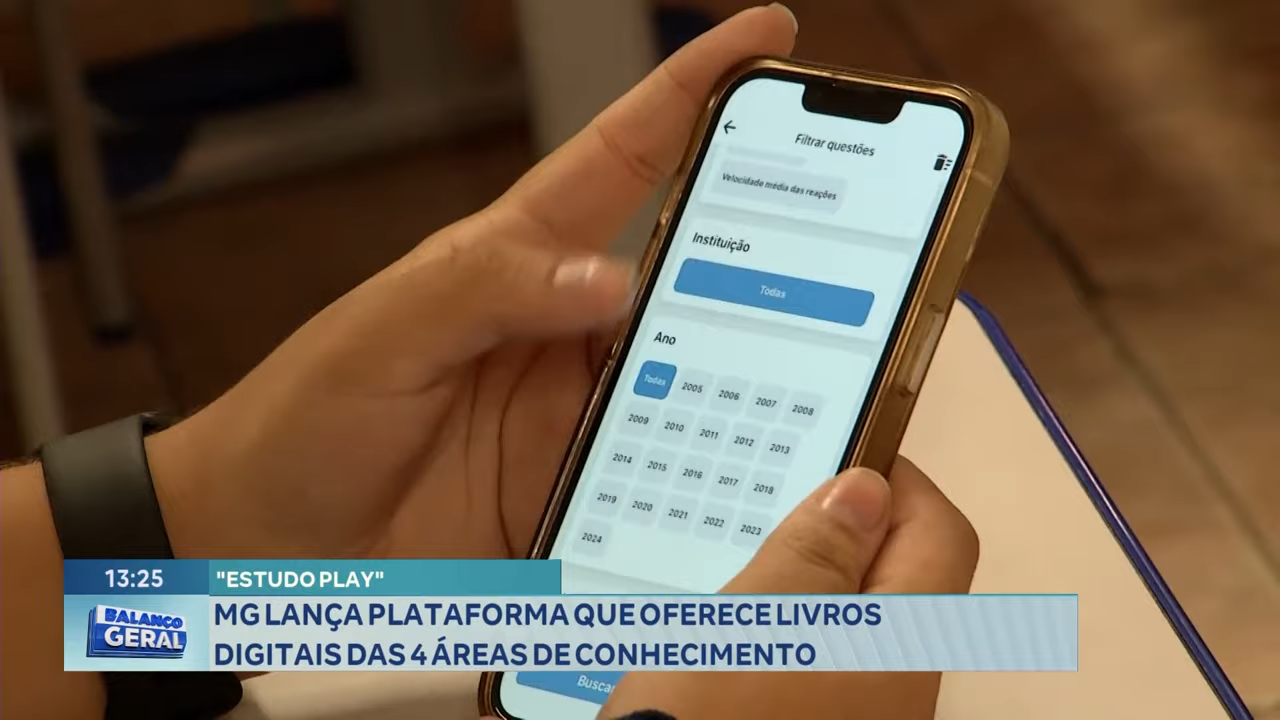 Filtrar questões
Velocidade média das reações
Instituição
Todas
Ano
Todas 2005 2006 2007 2008
2009 2010 2011 2012 2013
2014 2015 2016 2017 2018
2019 2020 2021 2022 2023
2024
13:25 "ESTUDO PLAY"
BALANÇO
GERAL
MG LANÇA PLATAFORMA QUE OFERECE LIVROS
DIGITAIS DAS 4 ÁREAS DE CONHECIMENTO